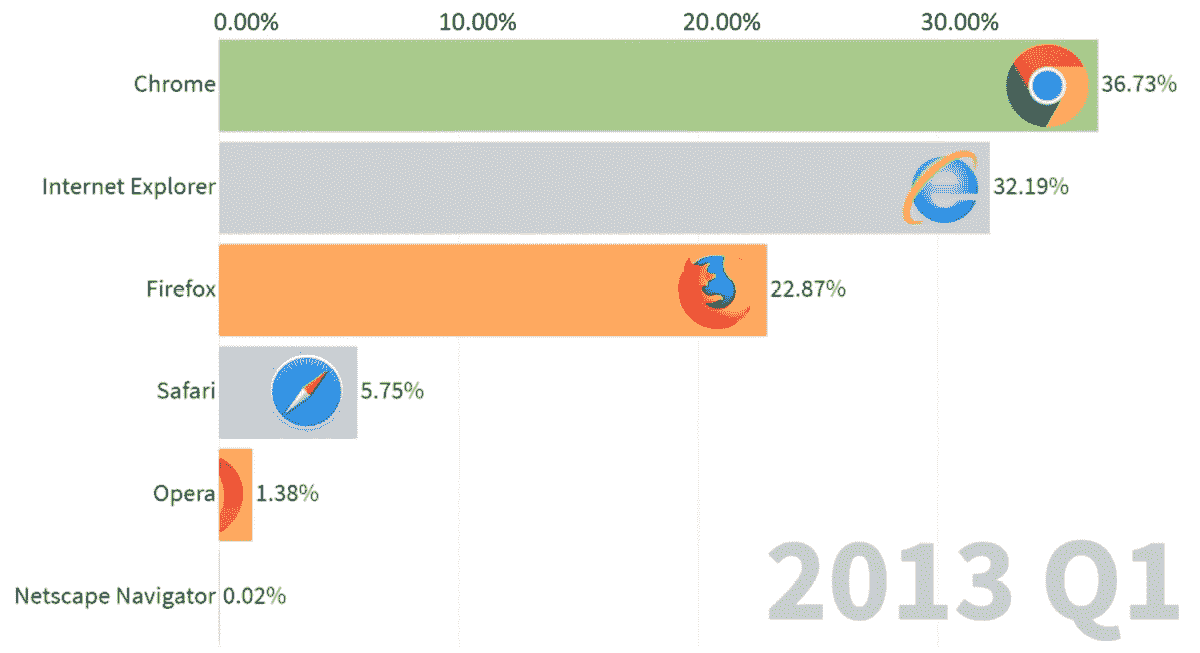 0.00% 10.00% 20.00% 30.00%
Chrome 36.73%
Internet Explorer 32.19%
Firefox 22.87%
Safari 5.75%
Opera 1.38%
Netscape Navigator 0.02%
2013 Q1